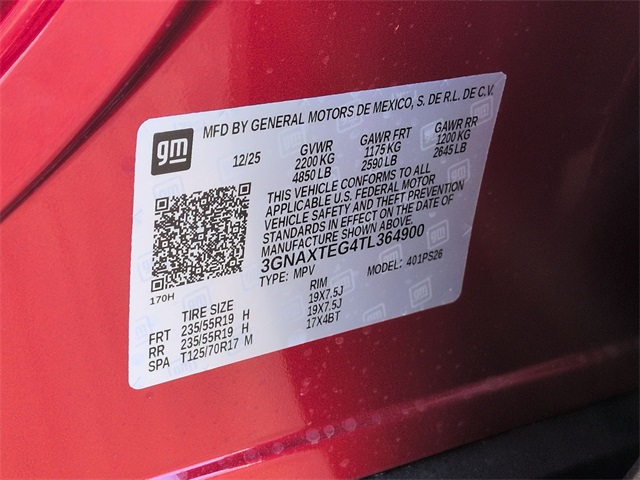 gm
MFD BY GENERAL MOTORS DE MEXICO, S. DE R.L. DE C.V.
12/25 GVWR GAWR FRT GAWR RR
2200 KG 1175 KG 1200 KG
4850 LB 2590 LB 2645 LB
THIS VEHICLE CONFORMS TO ALL
APPLICABLE U.S. FEDERAL MOTOR
VEHICLE SAFETY AND THEFT PREVENTION
STANDARDS IN EFFECT ON THE DATE OF
MANUFACTURE SHOWN ABOVE.
3GNAXTEG4TL364900
TYPE: MPV MODEL: 401PS26
170H
TIRE SIZE RIM
FRT 235/55R19 H 19X7.5J
RR 235/55R19 H 19X7.5J
SPA T125/70R17 M 17X4BT